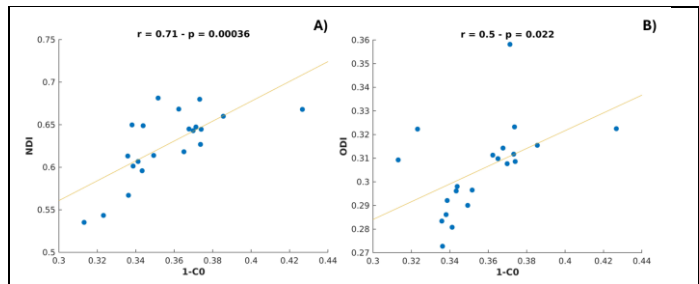 A)
r = 0.71 - p = 0.00036
0.75
0.7
0.65
0.6
0.55
0.5
NDI
0.3 0.32 0.34 0.36 0.38 0.4 0.42 0.44
1-C0
B)
r = 0.5 - p = 0.022
0.36
0.35
0.34
0.33
0.32
0.31
0.3
0.29
0.28
0.27
ODI
0.3 0.32 0.34 0.36 0.38 0.4 0.42 0.44
1-C0